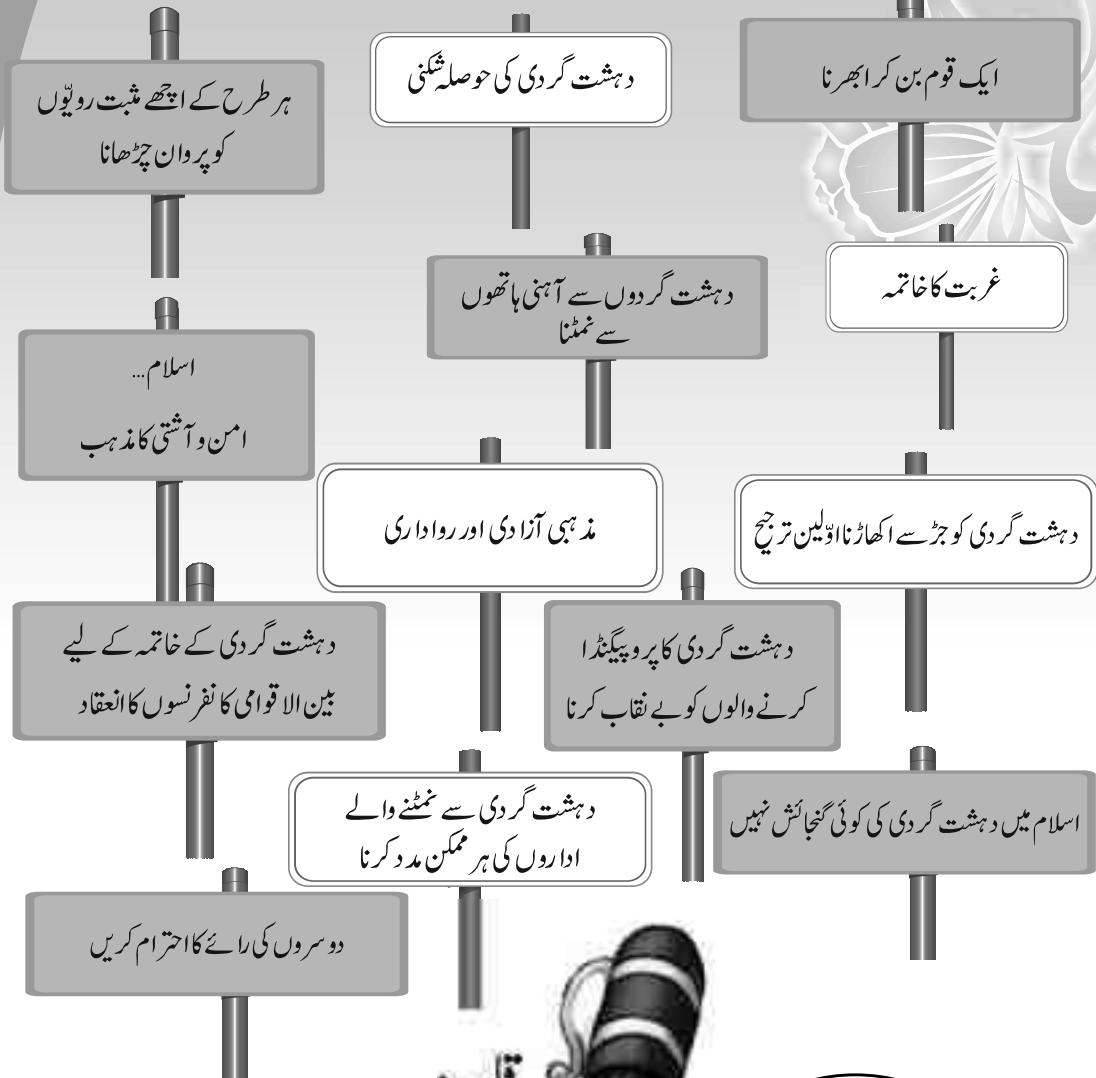 ایک قوم بن کر ابھرنا
دہشت گردی کی حوصلہ شکنی
ہر طرح کے اچھے مثبت رویّوں
کو پروان چڑھانا
غربت کا خاتمہ
دہشت گردوں سے آہنی ہاتھوں
سے نمٹنا
اسلام...
امن و آشتی کا مذہب
دہشت گردی کو جڑ سے اکھاڑنا اوّلین ترجیح
مذہبی آزادی اور رواداری
دہشت گردی کا پروپیگنڈا
کرنے والوں کو بے نقاب کرنا
دہشت گردی کے خاتمہ کے لیے
بین الاقوامی کانفرنسوں کا انعقاد
اسلام میں دہشت گردی کی کوئی گنجائش نہیں
دہشت گردی سے نمٹنے والے
اداروں کی ہر ممکن مدد کرنا
دوسروں کی رائے کا احترام کریں